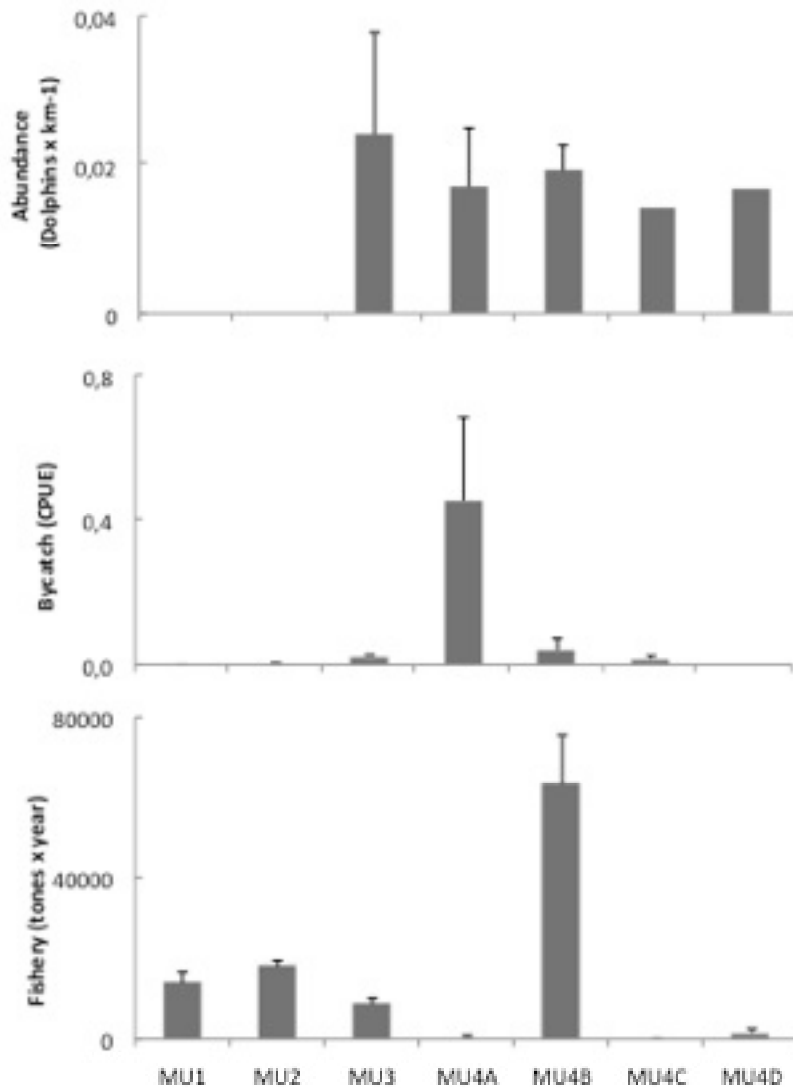 Abundance
(Dolphins x km-1)
0,04
0,02
0
Bycatch (CPUE)
0,8
0,4
0,0
Fishery (tones x year)
80000
40000
0
MU1 MU2 MU3 MU4A MU4B MU4C MU4D